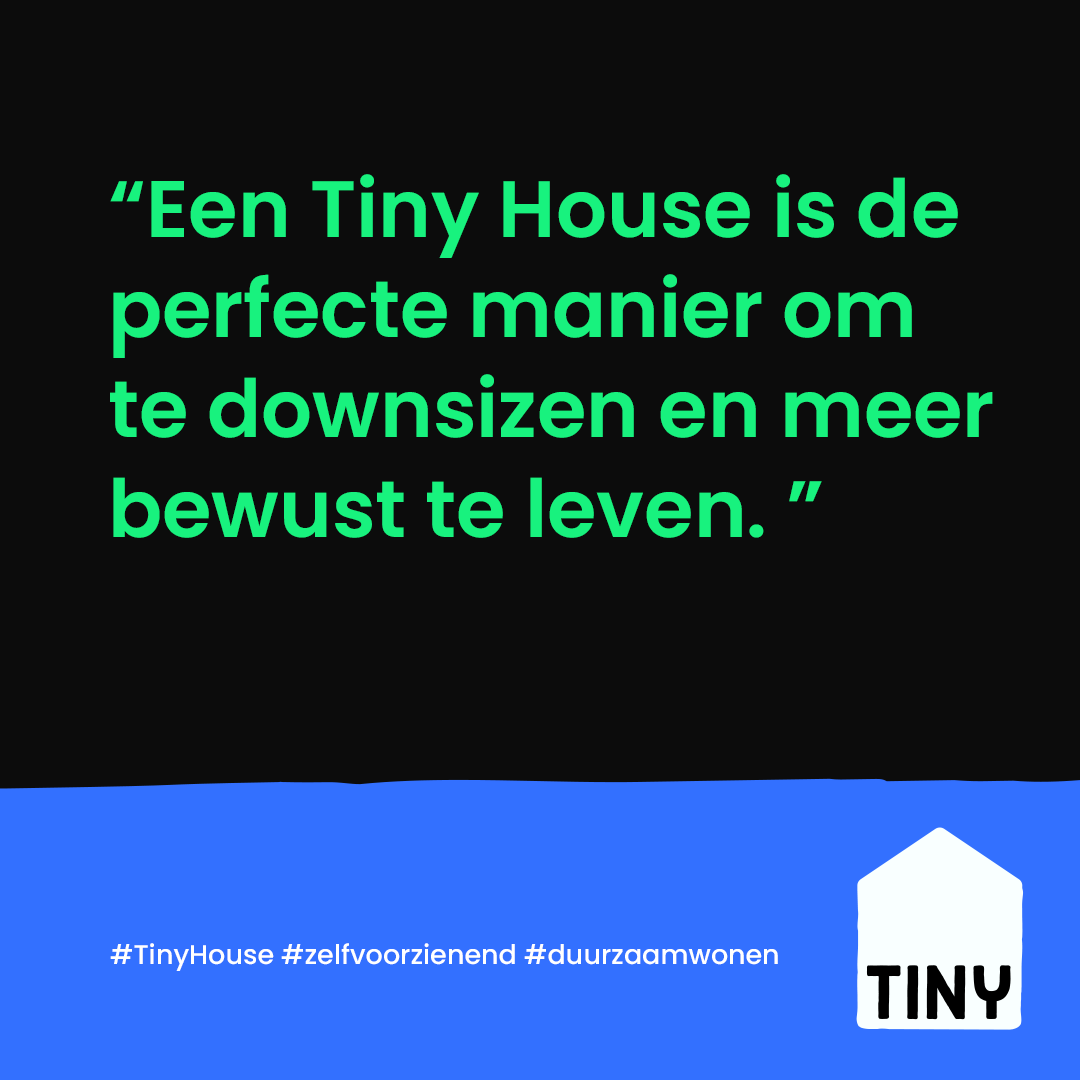 “Een Tiny House is de
perfecte manier om
te downsizen en meer
bewust te leven. ”
#TinyHouse #zelfvoorzienend #duurzaamwonen
TINY